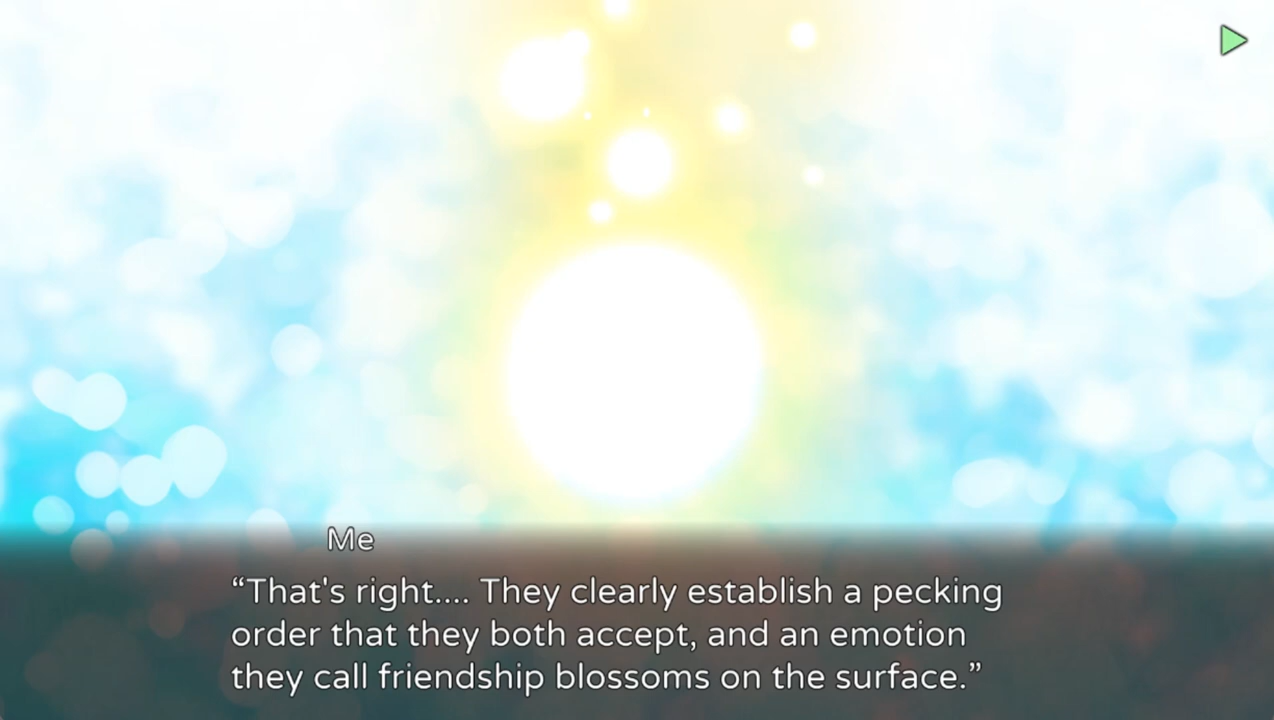 Me
“That's right.... They clearly establish a pecking
order that they both accept, and an emotion
they call friendship blossoms on the surface.”